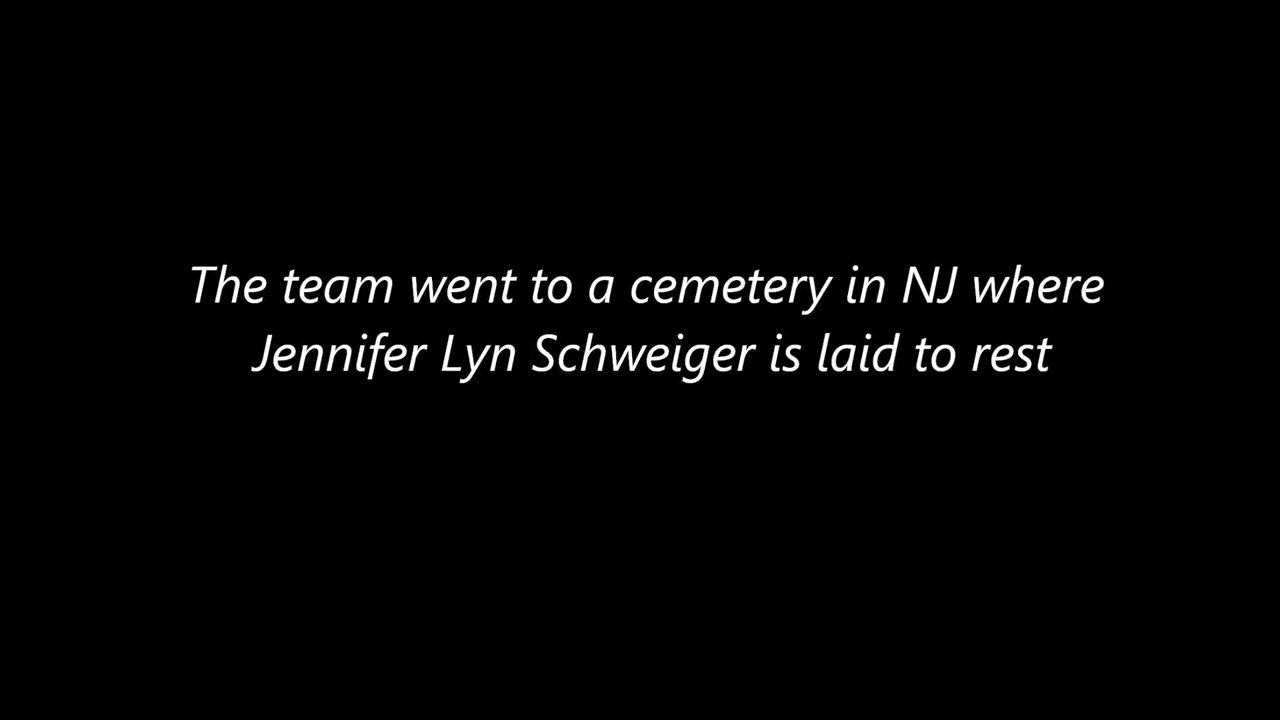 The team went to a cemetery in NJ where
Jennifer Lyn Schweiger is laid to rest